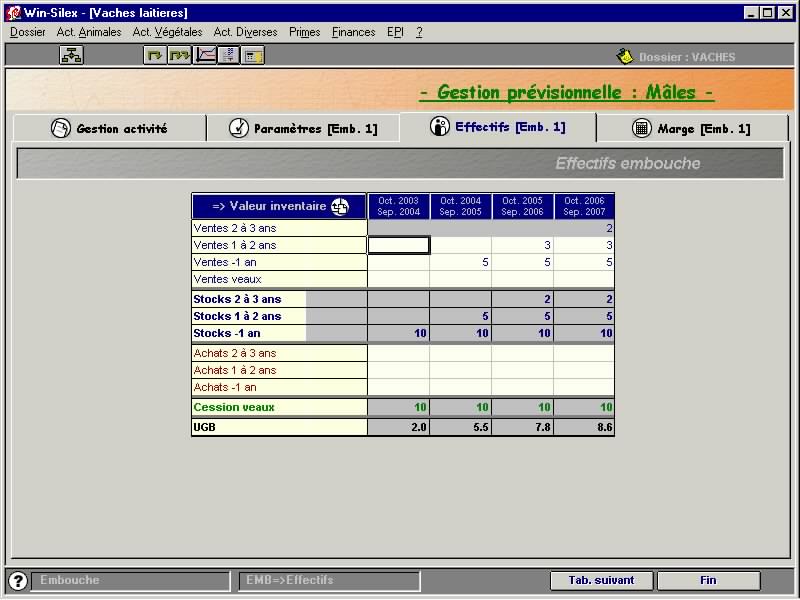 Win-Silex - [Vaches laitieres]
Dossier Act. Animales Act. Végétales Act. Diverses Primes Finances EPI ?
Dossier : VACHES
- Gestion prévisionnelle : Mâles -
Gestion activité Paramètres [Emb. 1] Effectifs [Emb. 1] Marge [Emb. 1]
Effectifs embouche
=> Valeur inventaire Oct. 2003 Oct. 2004 Oct. 2005 Oct. 2006
Sep. 2004 Sep. 2005 Sep. 2006 Sep. 2007
Ventes 2 à 3 ans 2
Ventes 1 à 2 ans 3 3
Ventes -1 an 5 5 5
Ventes veaux
Stocks 2 à 3 ans 2 2
Stocks 1 à 2 ans 5 5 5
Stocks -1 an 10 10 10 10
Achats 2 à 3 ans
Achats 1 à 2 ans
Achats -1 an
Cession veaux 10 10 10 10
UGB 2.0 5.5 7.8 8.6
? Embouche EMB=>Effectifs Tab. suivant Fin